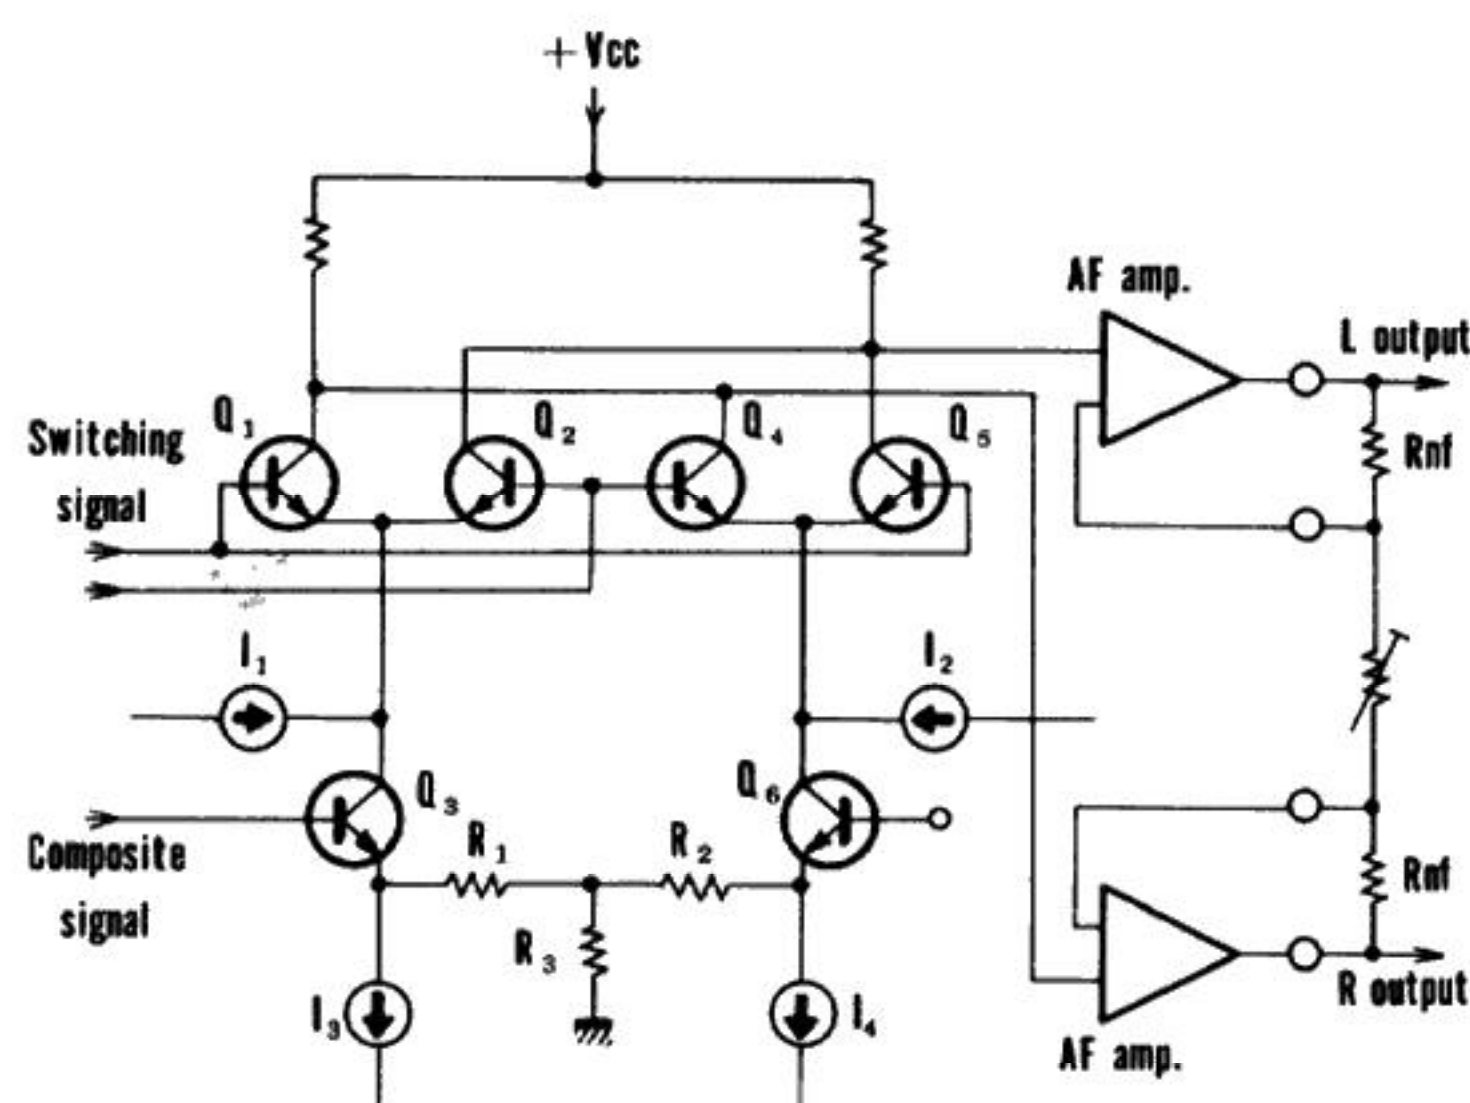 + Vcc
AF amp.
L output
Q1
Q2
Q4
Q5
Switching
signal
Rnf
I1
I2
Q3
Q6
Composite
signal
R1
R2
R3
Rnf
I3
I4
R output
AF amp.